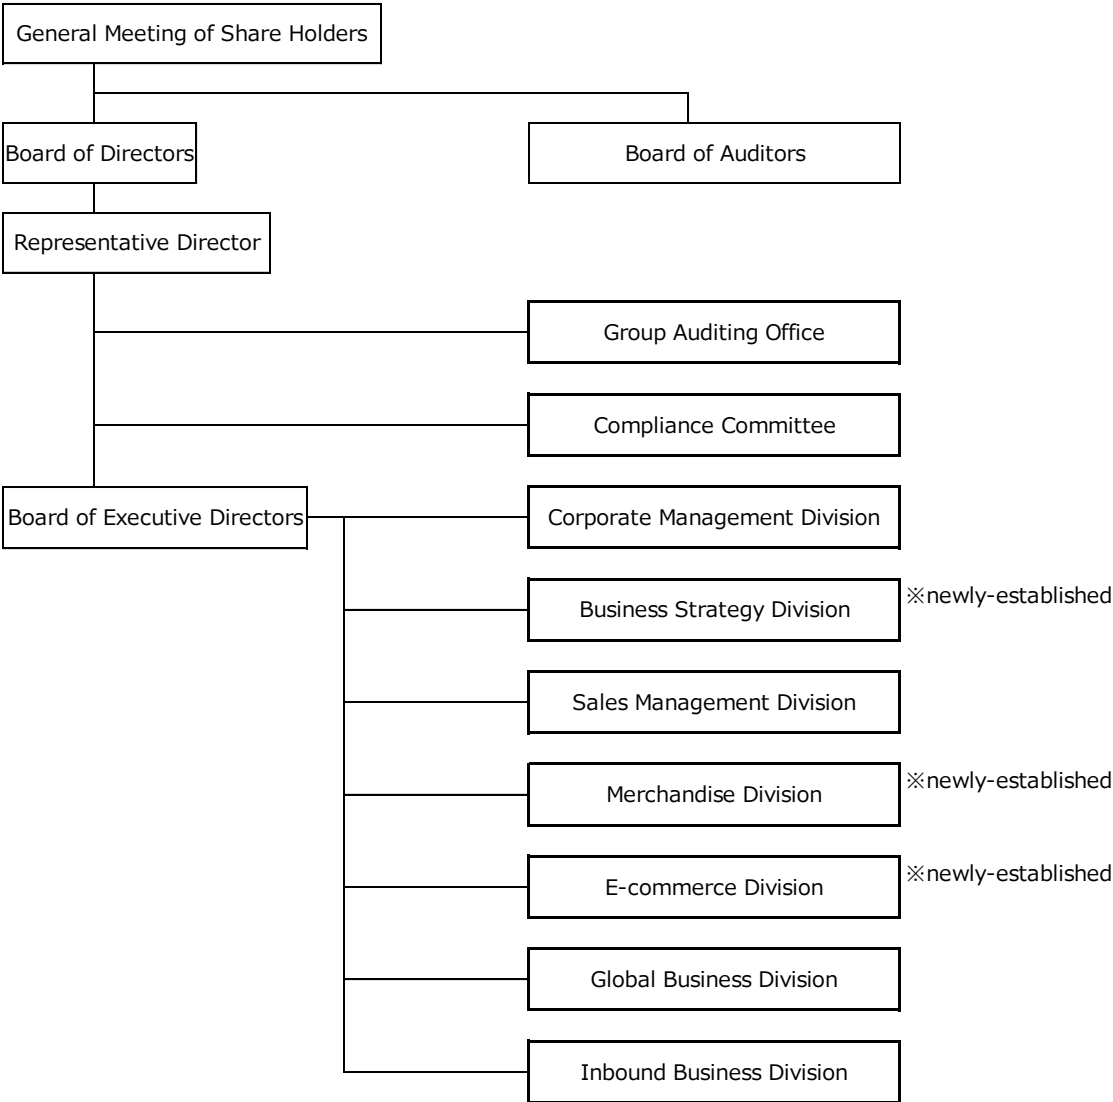 General Meeting of Share Holders
Board of Directors
Board of Auditors
Representative Director
Group Auditing Office
Compliance Committee
Board of Executive Directors
Corporate Management Division
Business Strategy Division
※newly-established
Sales Management Division
Merchandise Division
※newly-established
E-commerce Division
※newly-established
Global Business Division
Inbound Business Division